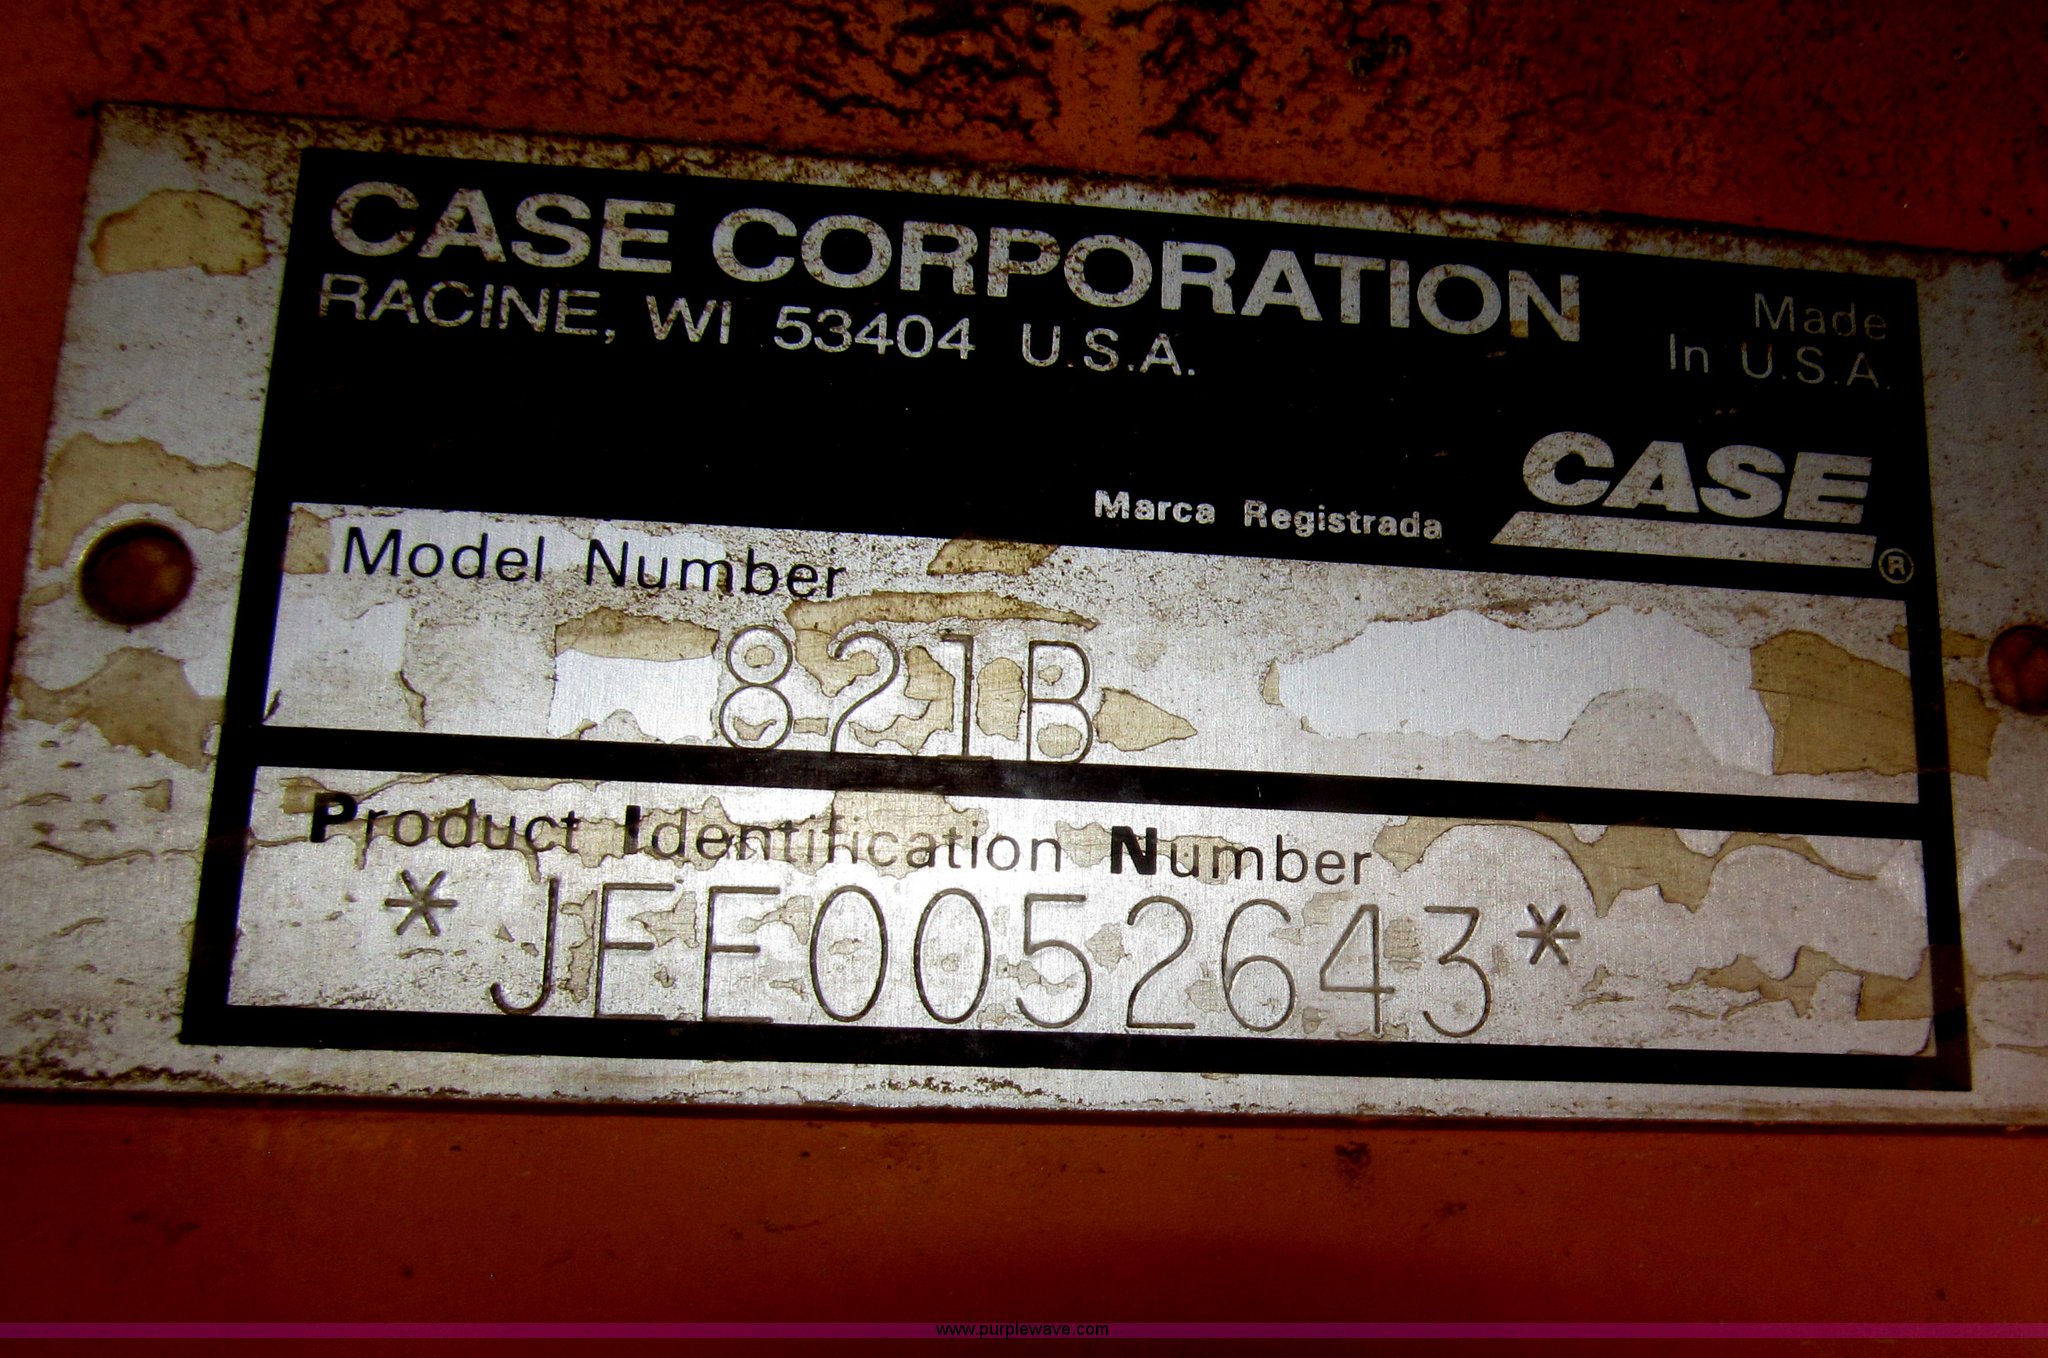 CASE CORPORATION
RACINE, WI 53404 U.S.A.
Made
In U.S.A.
Marca Registrada
CASE ®
Model Number
821B
Product Identification Number
*JEE0052643*
www.purplewave.com